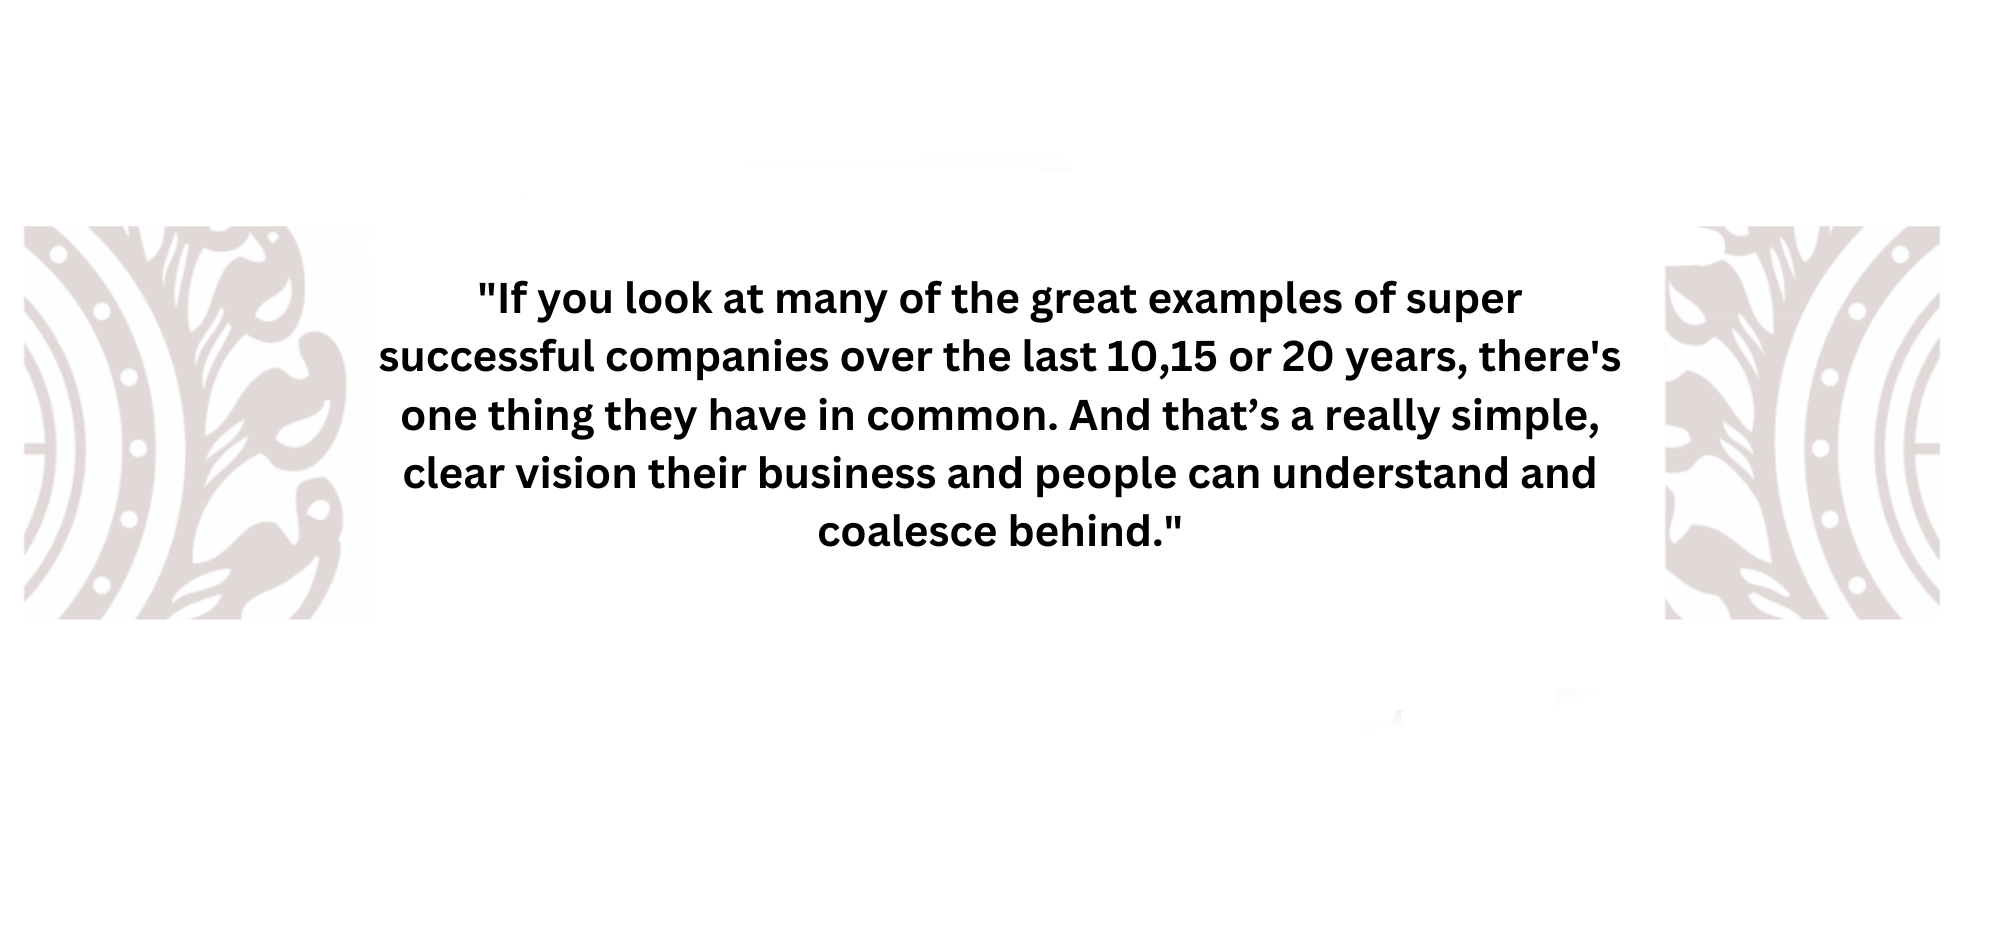 "If you look at many of the great examples of super
successful companies over the last 10,15 or 20 years, there's
one thing they have in common. And that’s a really simple,
clear vision their business and people can understand and
coalesce behind."